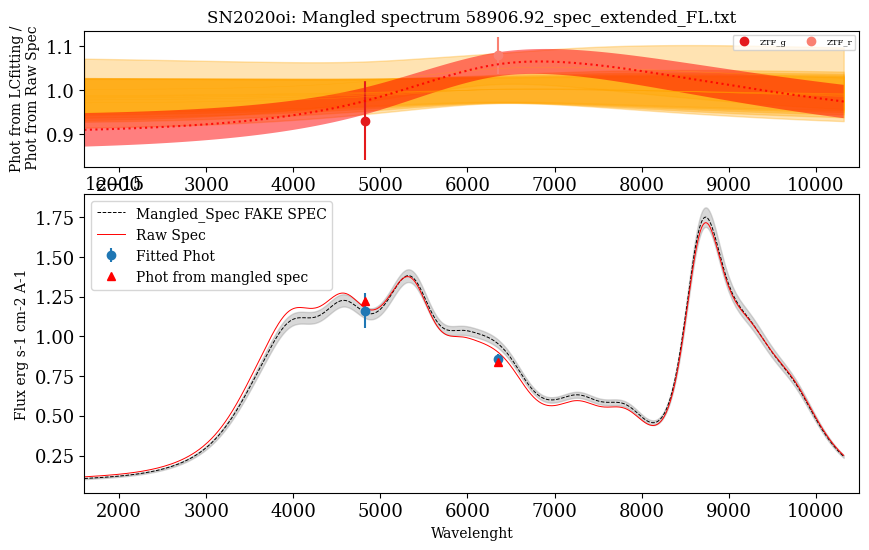 SN2020oi: Mangled spectrum 58906.92_spec_extended_FL.txt
Phot from LCfitting /
Phot from Raw Spec
1.1
1.0
0.9
ZTF_g
ZTF_r
2000 3000 4000 5000 6000 7000 8000 9000 10000
1e−15
Flux erg s-1 cm-2 A-1
1.75
1.50
1.25
1.00
0.75
0.50
0.25
Mangled_Spec FAKE SPEC
Raw Spec
Fitted Phot
Phot from mangled spec
2000 3000 4000 5000 6000 7000 8000 9000 10000
Wavelenght